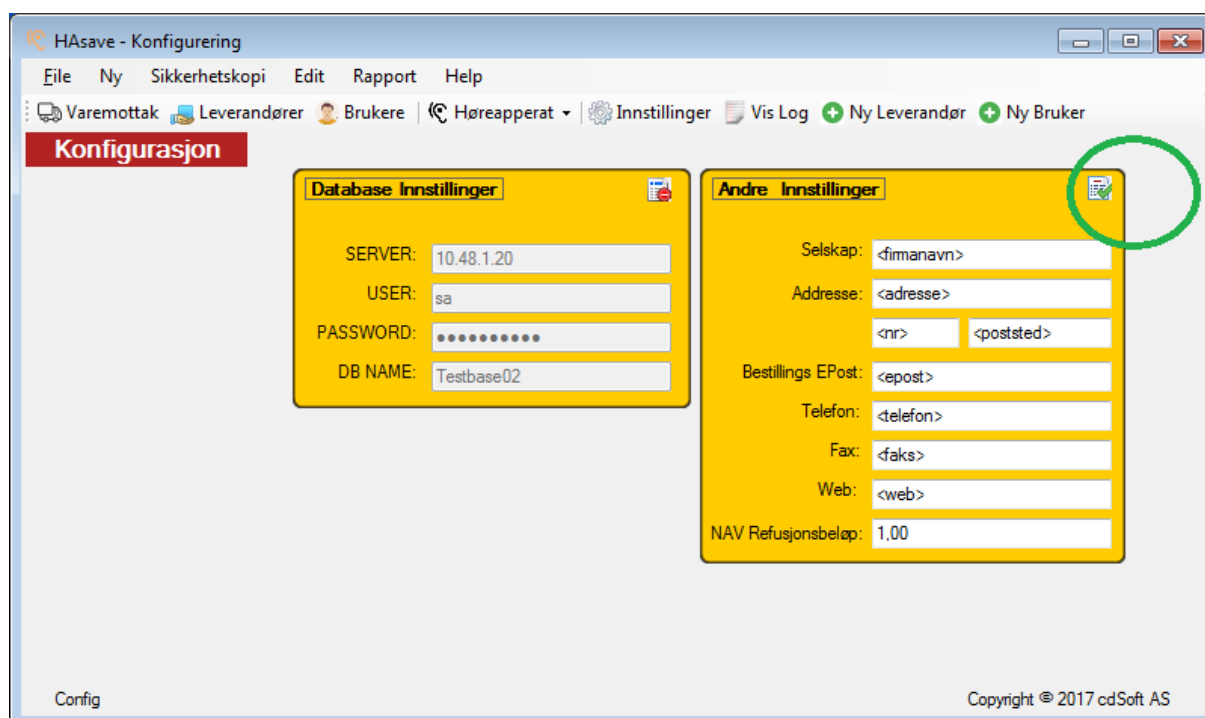 HAsave - Konfigurering
File Ny Sikkerhetskopi Edit Rapport Help
Varemottak Leverandører Brukere Høreapperat Innstillinger Vis Log Ny Leverandør Ny Bruker
Konfigurasjon
Database Innstillinger
SERVER: 10.48.1.20
USER: sa
PASSWORD: ●●●●●●●●●●
DB NAME: Testbase02
Andre Innstillinger
Selskap: <firmanavn>
Addresse: <adresse>
<nr> <poststed>
Bestillings EPost: <epost>
Telefon: <telefon>
Fax: <faks>
Web: <web>
NAV Refusjonsbeløp: 1,00
Config
Copyright © 2017 cdSoft AS